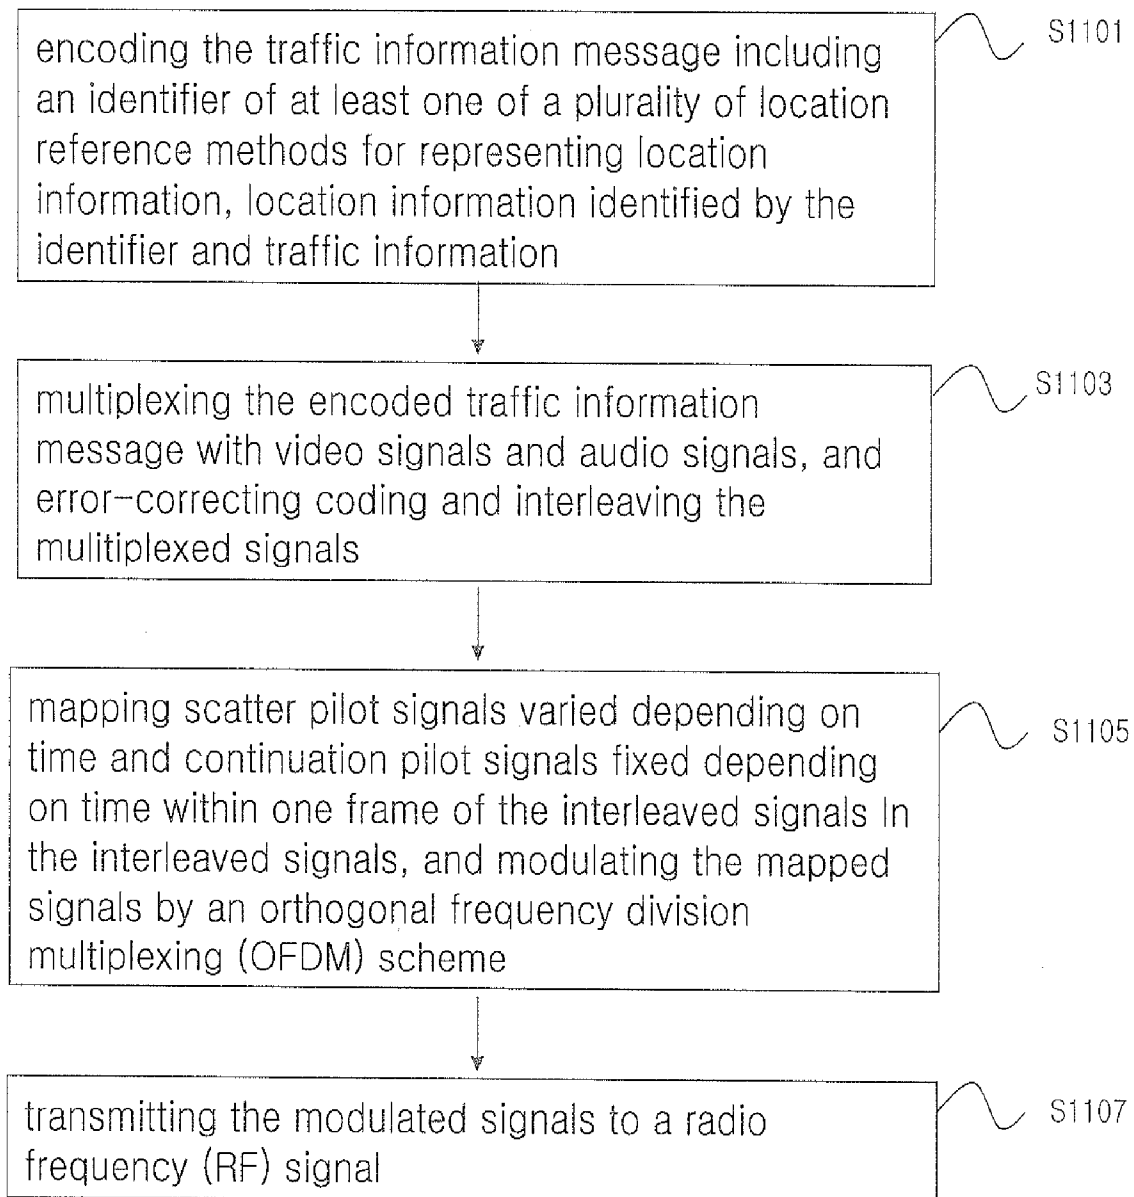 encoding the traffic information message including
an identifier of at least one of a plurality of location
reference methods for representing location
information, location information identified by the
identifier and traffic information
S1101
multiplexing the encoded traffic information
message with video signals and audio signals, and
error-correcting coding and interleaving the
mulitiplexed signals
S1103
mapping scatter pilot signals varied depending on
time and continuation pilot signals fixed depending
on time within one frame of the interleaved signals In
the interleaved signals, and modulating the mapped
signals by an orthogonal frequency division
multiplexing (OFDM) scheme
S1105
transmitting the modulated signals to a radio
frequency (RF) signal
S1107